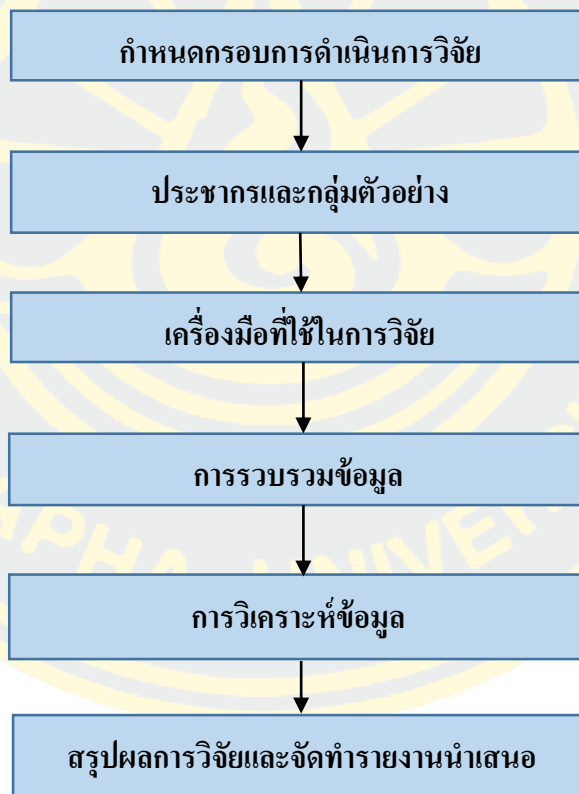 กำหนดกรอบการดำเนินการวิจัย
ประชากรและกลุ่มตัวอย่าง
เครื่องมือที่ใช้ในการวิจัย
การรวบรวมข้อมูล
การวิเคราะห์ข้อมูล
APHA UNIVE
สรุปผลการวิจัยและจัดทำรายงานนำเสนอ